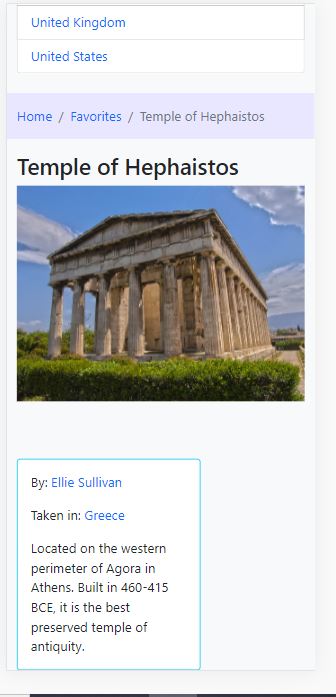 United Kingdom
United States
Home / Favorites / Temple of Hephaistos
Temple of Hephaistos
By: Ellie Sullivan
Taken in: Greece
Located on the western
perimeter of Agora in
Athens. Built in 460-415
BCE, it is the best
preserved temple of
antiquity.